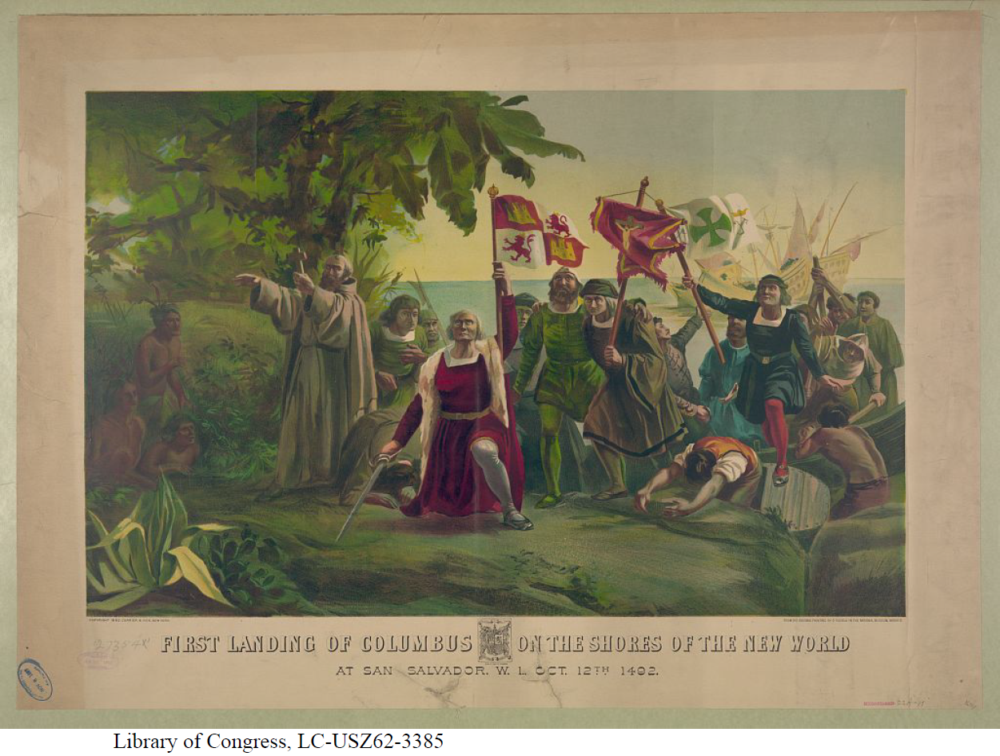 FIRST LANDING OF COLUMBUS ON THE SHORES OF THE NEW WORLD
AT SAN SALVADOR, W. I., OCT. 12TH 1492.
Library of Congress, LC-USZ62-3385